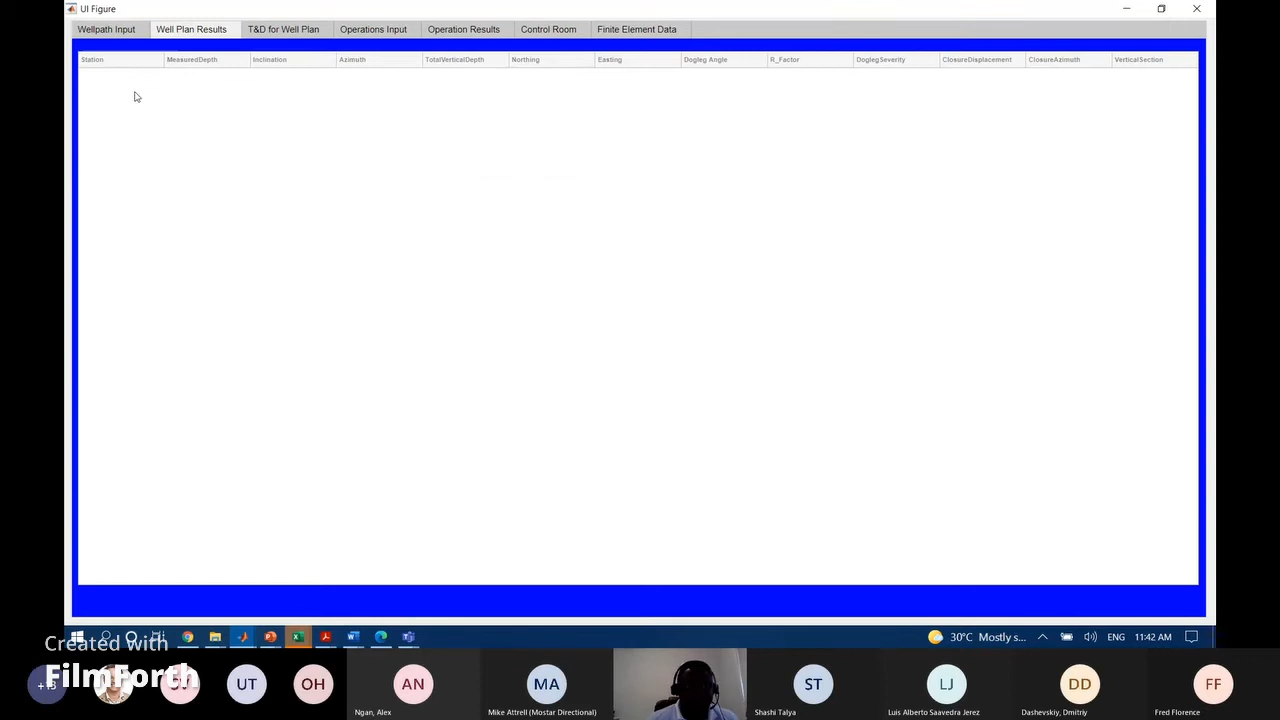 UI Figure
Wellpath Input Well Plan Results T&D for Well Plan Operations Input Operation Results Control Room Finite Element Data
Station MeasuredDepth Inclination Azimuth TotalVerticalDepth Northing Easting Dogleg Angle R_Factor DoglegSeverity ClosureDisplacement ClosureAzimuth VerticalSection
30°C Mostly s... ENG 11:42 AM
Created with
FilmForth
+13 UT OH AN MA ST LJ DD FF
Ngan, Alex Mike Attrell (Mostar Directional) Shashi Talya Luis Alberto Saavedra Jerez Dashevskiy, Dmitriy Fred Florence